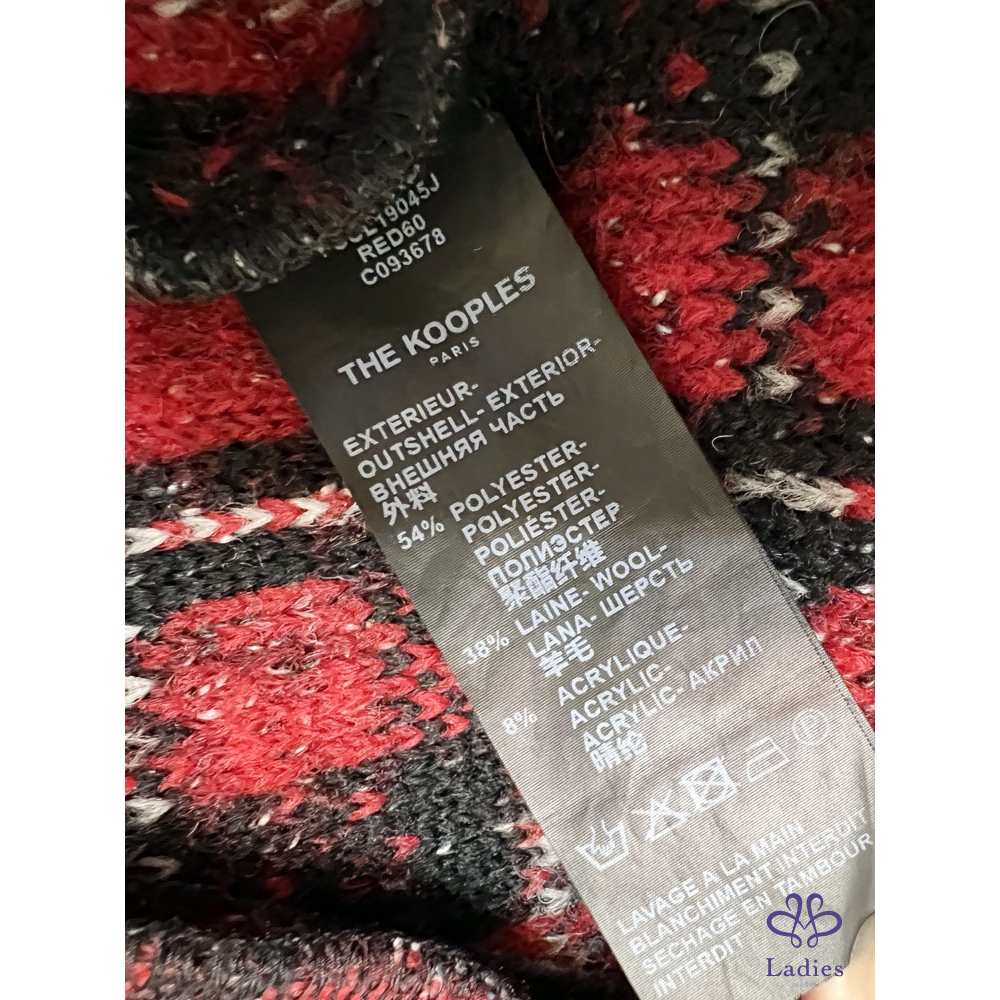 19045J
RED60
C093678
THE KOOPLES
PARIS
EXTERIEUR-
OUTSHELL- EXTERIOR-
ВНЕШНЯЯ ЧАСТЬ
外料
54% POLYESTER-
POLYESTER-
POLIÉSTER-
ПОЛИЭСТЕР
聚酯纤维
38% LAINE- WOOL-
LANA- ШЕРСТЬ
羊毛
8% ACRYLIQUE-
ACRYLIC-
ACRYLIC- АКРИЛ
腈纶
P
LAVAGE A LA MAIN
BLANCHIMENT INTERDIT
SECHAGE EN TAMBOUR
INTERDIT
Ladies